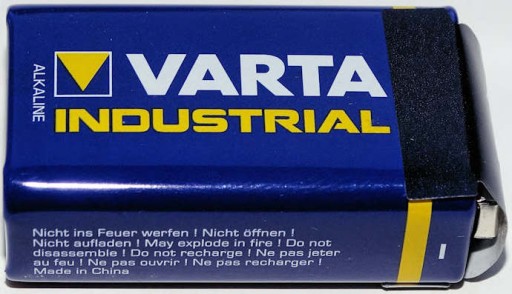 ALKALINE
VARTA
INDUSTRIAL
Nicht ins Feuer werfen ! Nicht öffnen !
Nicht aufladen ! May explode in fire ! Do not
disassemble ! Do not recharge ! Ne pas jeter
au feu ! Ne pas ouvrir ! Ne pas recharger !
Made in China
–